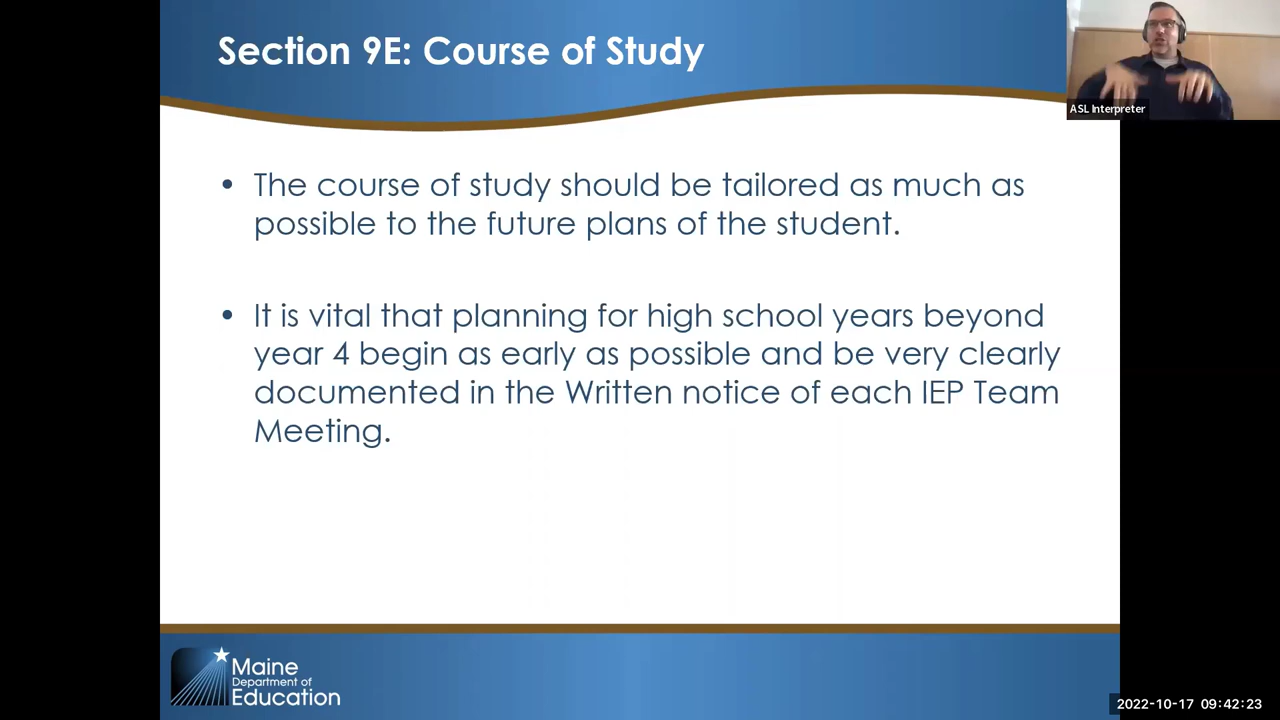 Section 9E: Course of Study
ASL Interpreter
• The course of study should be tailored as much as
possible to the future plans of the student.
• It is vital that planning for high school years beyond
year 4 begin as early as possible and be very clearly
documented in the Written notice of each IEP Team
Meeting.
Maine
Department of
Education
2022-10-17 09:42:23